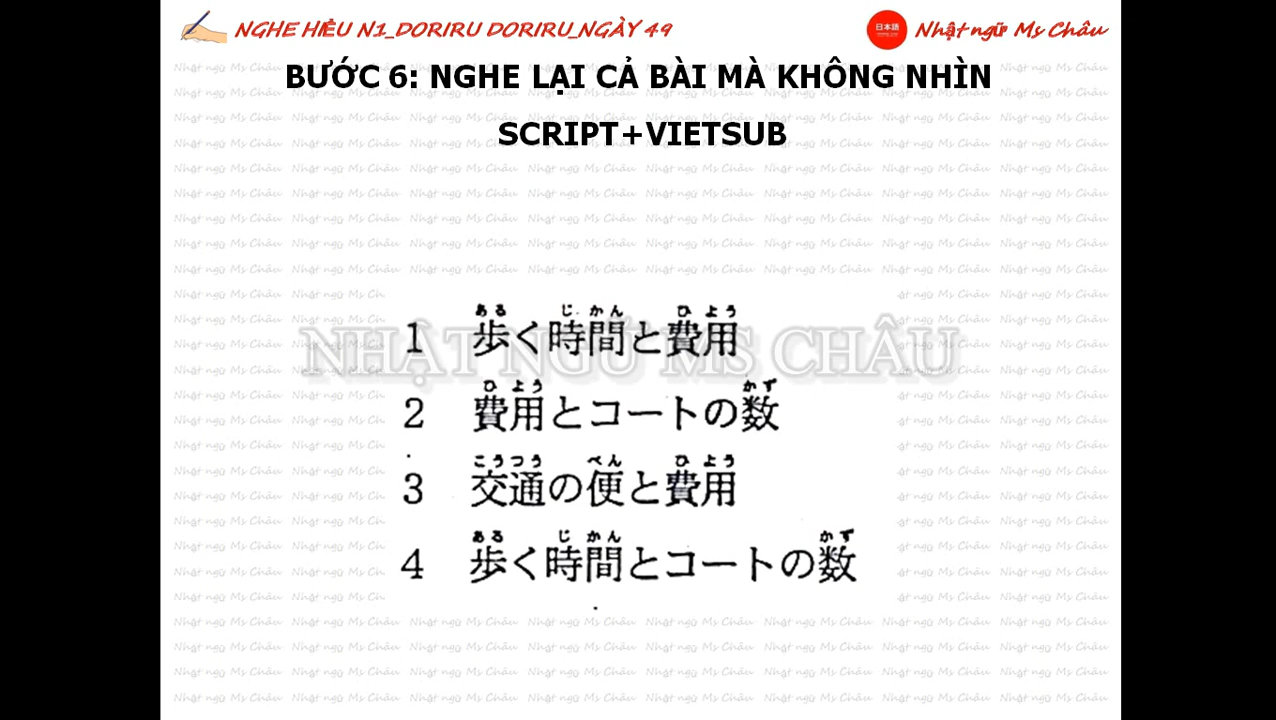 NGHE HIỂU N1_DORIRU DORIRU_NGÀY 49
日本語
Nhật ngữ Ms Châu
BƯỚC 6: NGHE LẠI CẢ BÀI MÀ KHÔNG NHÌN
SCRIPT+VIETSUB
NHẬT NGỮ MS CHÂU
1 歩く時間と費用
2 費用とコートの数
3 交通の便と費用
4 歩く時間とコートの数